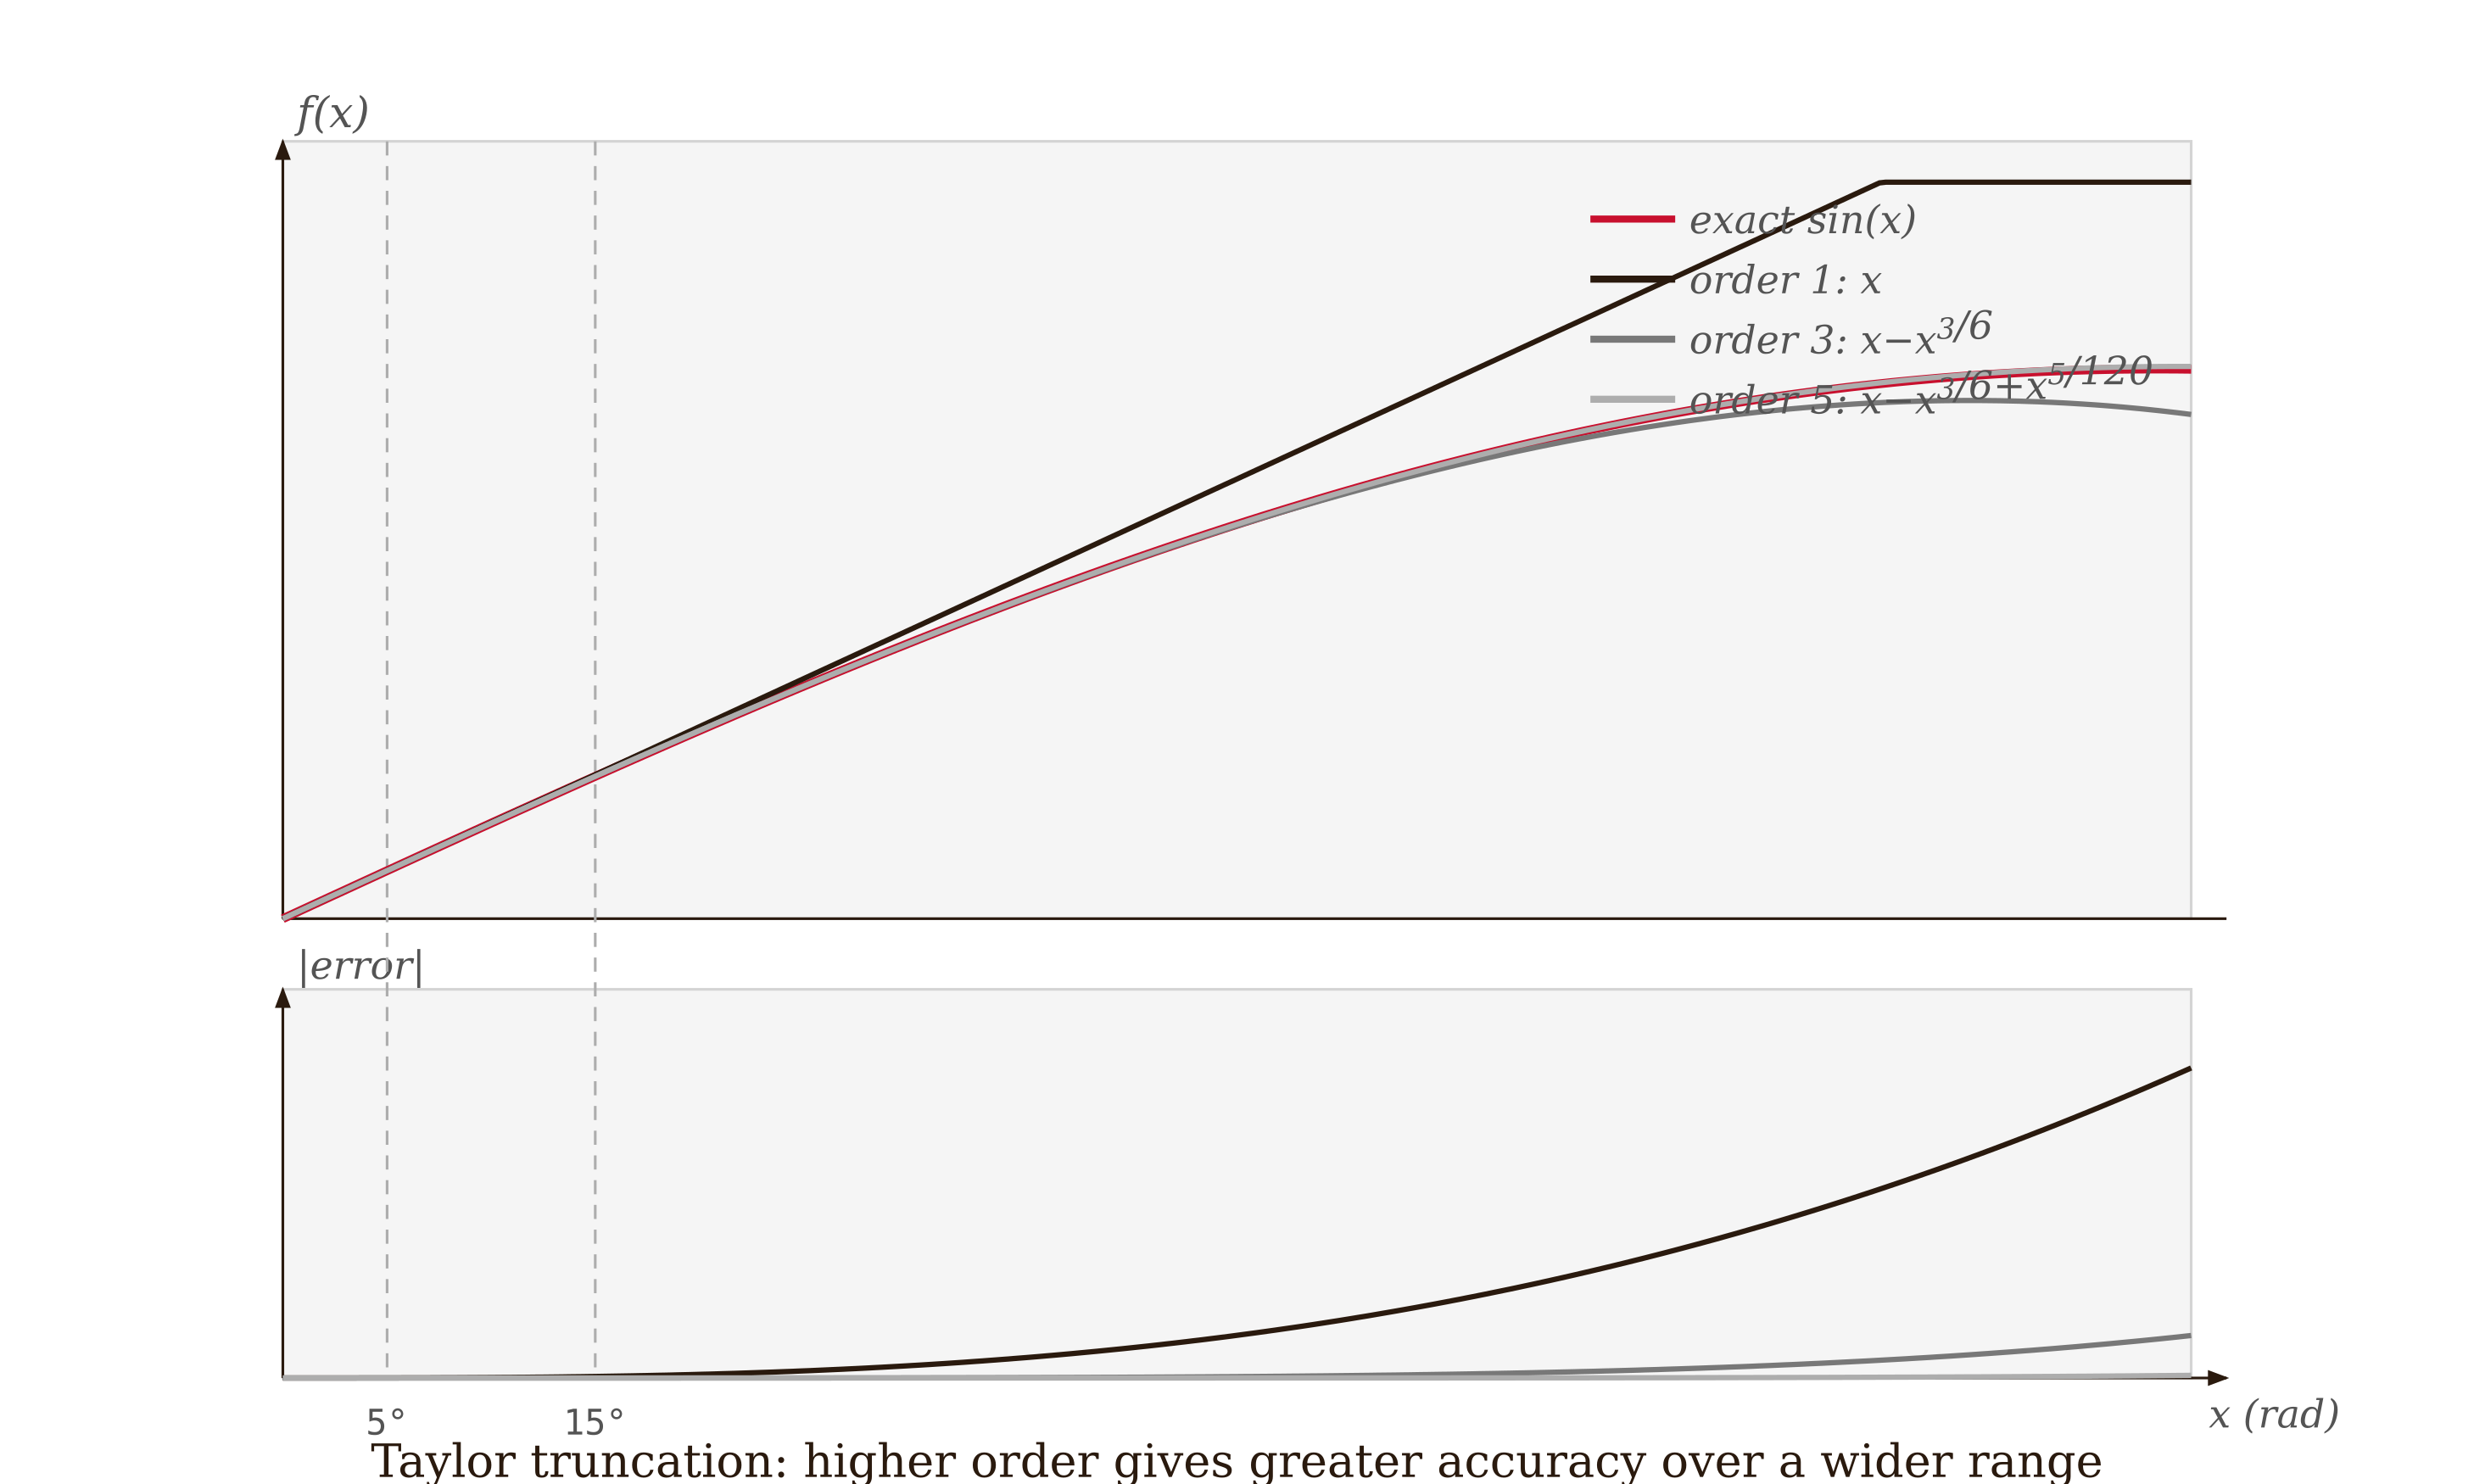 f(x)
exact sin(x)
order 1: x
order 3: x−x³/6
order 5: x−x³/6+x⁵/120
|error|
5° 15°
x (rad)
Taylor truncation: higher order gives greater accuracy over a wider range